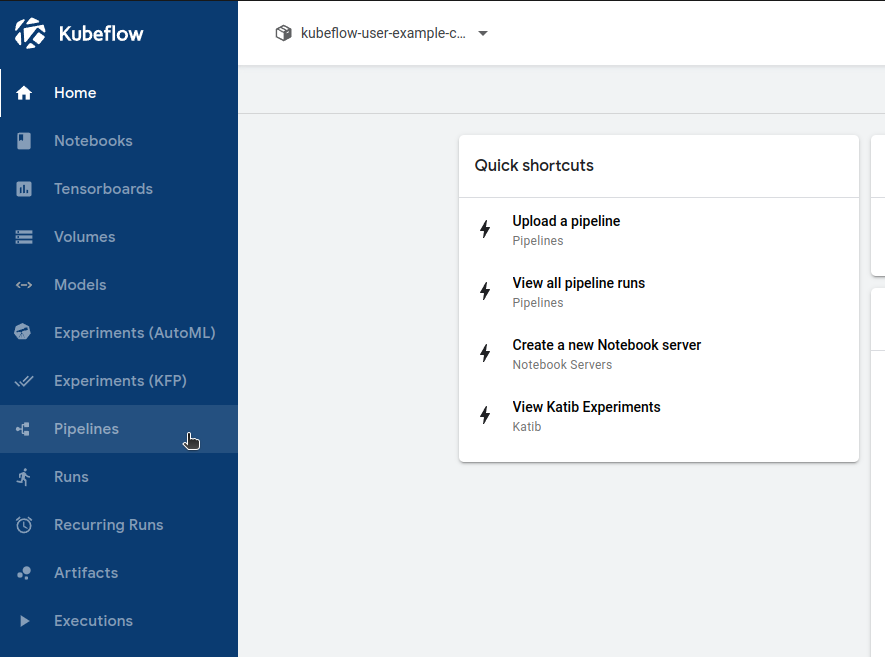 Kubeflow
kubeflow-user-example-c...
Home
Notebooks
Tensorboards
Volumes
Models
Experiments (AutoML)
Experiments (KFP)
Pipelines
Runs
Recurring Runs
Artifacts
Executions
Quick shortcuts
Upload a pipeline
Pipelines
View all pipeline runs
Pipelines
Create a new Notebook server
Notebook Servers
View Katib Experiments
Katib